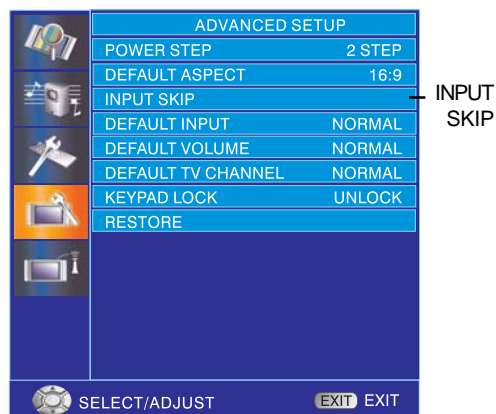 ADVANCED SETUP
POWER STEP 2 STEP
DEFAULT ASPECT 16:9
INPUT SKIP
DEFAULT INPUT NORMAL
DEFAULT VOLUME NORMAL
DEFAULT TV CHANNEL NORMAL
KEYPAD LOCK UNLOCK
RESTORE
SELECT/ADJUST EXIT EXIT
INPUT
SKIP